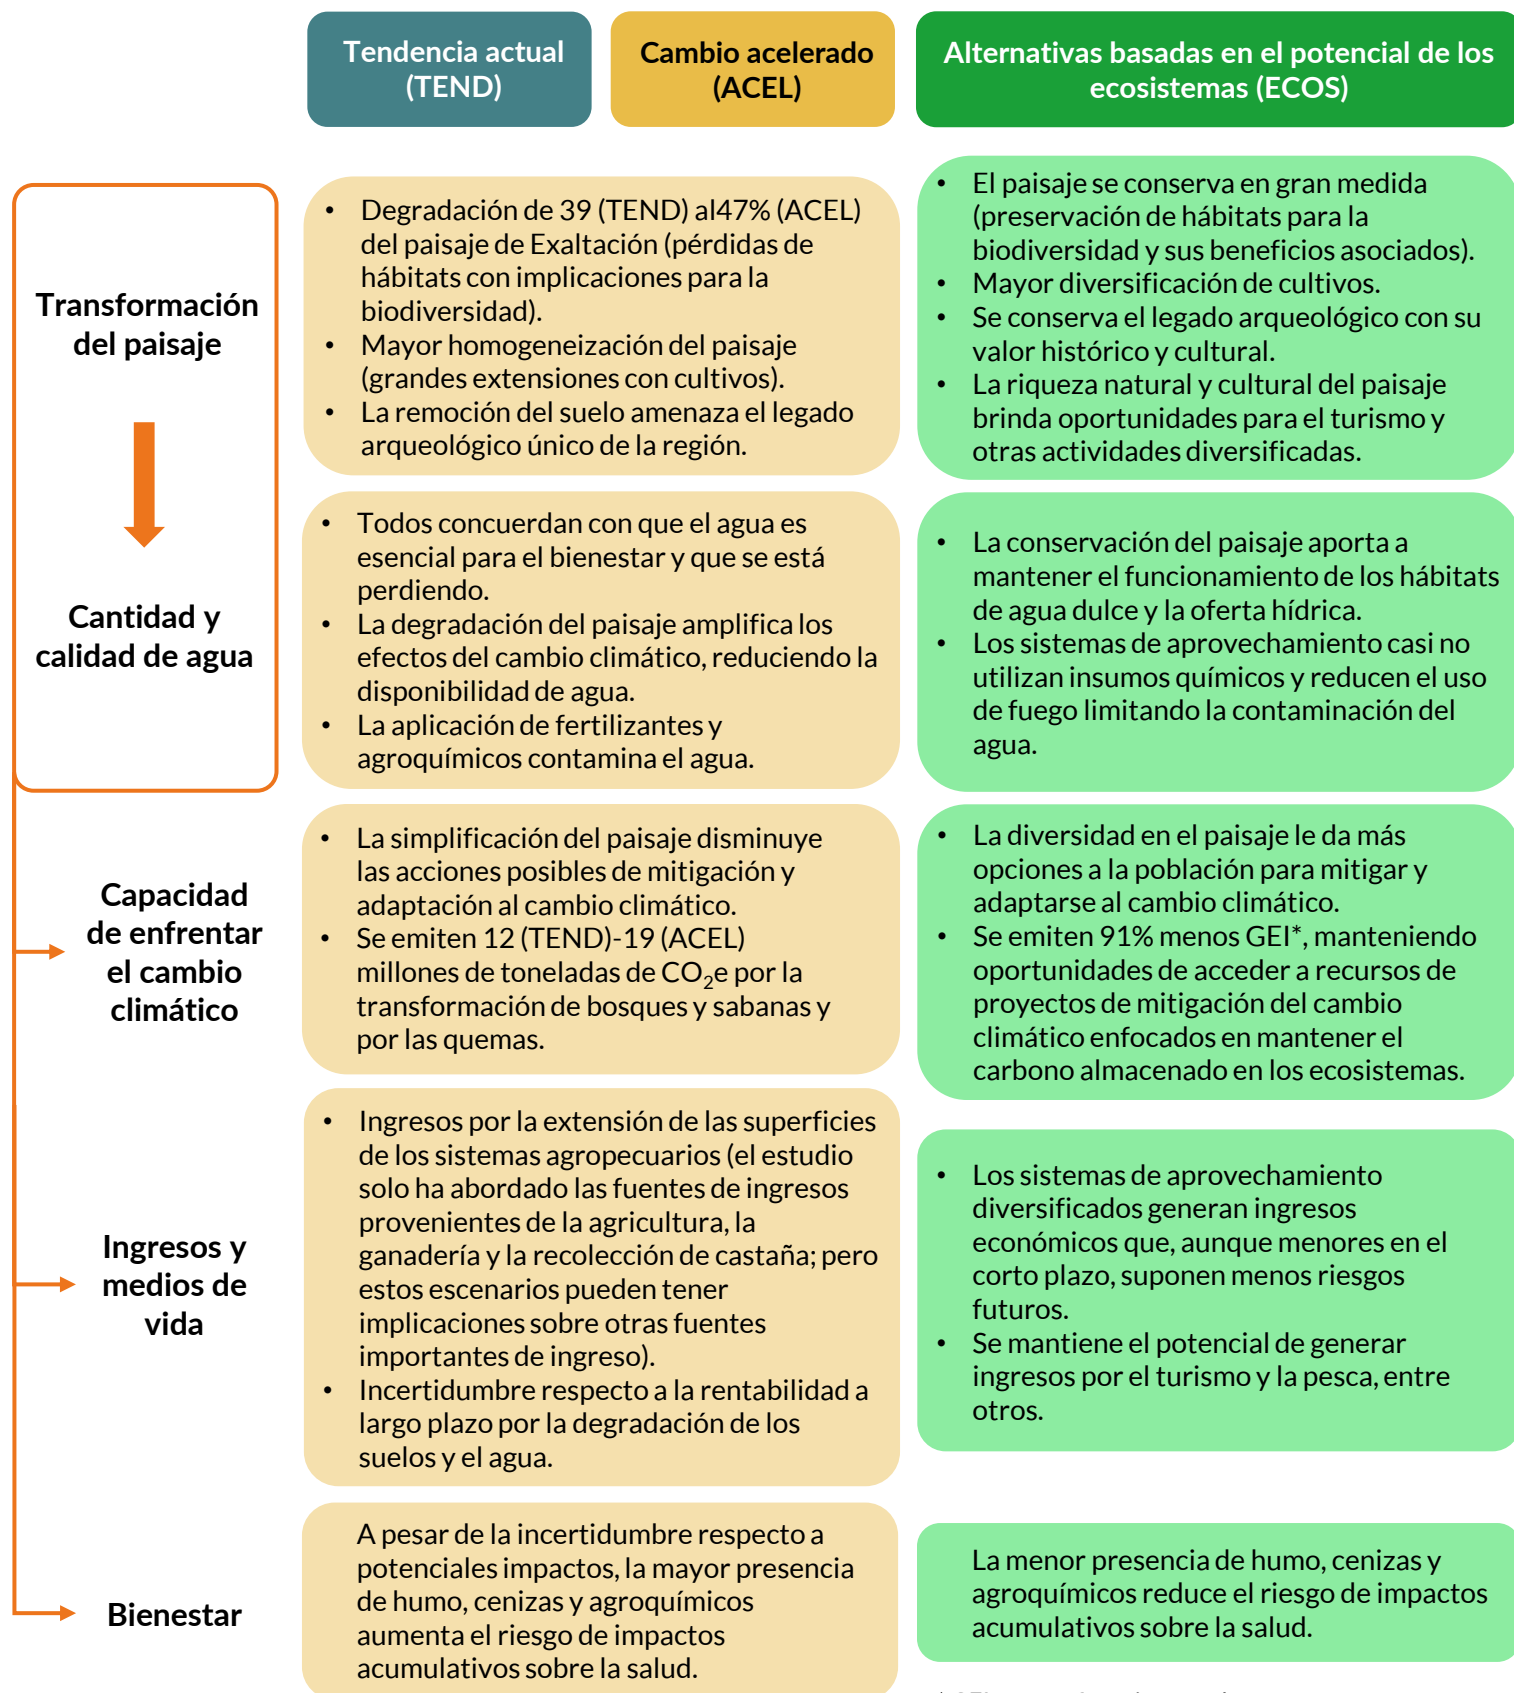 Tendencia actual
(TEND)
Cambio acelerado
(ACEL)
Alternativas basadas en el potencial de los
ecosistemas (ECOS)
Transformación
del paisaje
• Degradación de 39 (TEND) al47% (ACEL)
del paisaje de Exaltación (pérdidas de
hábitats con implicaciones para la
biodiversidad).
• Mayor homogeneización del paisaje
(grandes extensiones con cultivos).
• La remoción del suelo amenaza el legado
arqueológico único de la región.
• El paisaje se conserva en gran medida
(preservación de hábitats para la
biodiversidad y sus beneficios asociados).
• Mayor diversificación de cultivos.
• Se conserva el legado arqueológico con su
valor histórico y cultural.
• La riqueza natural y cultural del paisaje
brinda oportunidades para el turismo y
otras actividades diversificadas.
Cantidad y
calidad de agua
• Todos concuerdan con que el agua es
esencial para el bienestar y que se está
perdiendo.
• La degradación del paisaje amplifica los
efectos del cambio climático, reduciendo la
disponibilidad de agua.
• La aplicación de fertilizantes y
agroquímicos contamina el agua.
• La conservación del paisaje aporta a
mantener el funcionamiento de los hábitats
de agua dulce y la oferta hídrica.
• Los sistemas de aprovechamiento casi no
utilizan insumos químicos y reducen el uso
de fuego limitando la contaminación del
agua.
Capacidad
de enfrentar
el cambio
climático
• La simplificación del paisaje disminuye
las acciones posibles de mitigación y
adaptación al cambio climático.
• Se emiten 12 (TEND)-19 (ACEL)
millones de toneladas de CO₂e por la
transformación de bosques y sabanas y
por las quemas.
• La diversidad en el paisaje le da más
opciones a la población para mitigar y
adaptarse al cambio climático.
• Se emiten 91% menos GEI*, manteniendo
oportunidades de acceder a recursos de
proyectos de mitigación del cambio
climático enfocados en mantener el
carbono almacenado en los ecosistemas.
Ingresos y
medios de
vida
• Ingresos por la extensión de las superficies
de los sistemas agropecuarios (el estudio
solo ha abordado las fuentes de ingresos
provenientes de la agricultura, la
ganadería y la recolección de castaña; pero
estos escenarios pueden tener
implicaciones sobre otras fuentes
importantes de ingreso).
• Incertidumbre respecto a la rentabilidad a
largo plazo por la degradación de los
suelos y el agua.
• Los sistemas de aprovechamiento
diversificados generan ingresos
económicos que, aunque menores en el
corto plazo, suponen menos riesgos
futuros.
• Se mantiene el potencial de generar
ingresos por el turismo y la pesca, entre
otros.
Bienestar
A pesar de la incertidumbre respecto a
potenciales impactos, la mayor presencia
de humo, cenizas y agroquímicos
aumenta el riesgo de impactos
acumulativos sobre la salud.
La menor presencia de humo, cenizas y
agroquímicos reduce el riesgo de impactos
acumulativos sobre la salud.